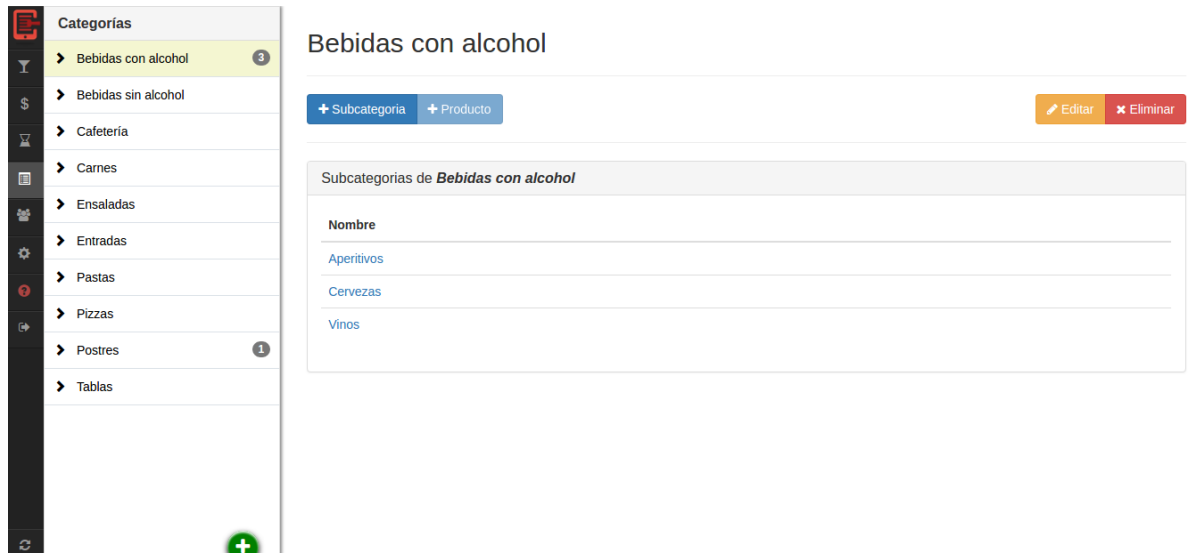 Categorías
Bebidas con alcohol 3
Bebidas sin alcohol
Cafetería
Carnes
Ensaladas
Entradas
Pastas
Pizzas
Postres 1
Tablas
Bebidas con alcohol
Subcategoria Producto Editar Eliminar
Subcategorias de Bebidas con alcohol
Nombre
Aperitivos
Cervezas
Vinos